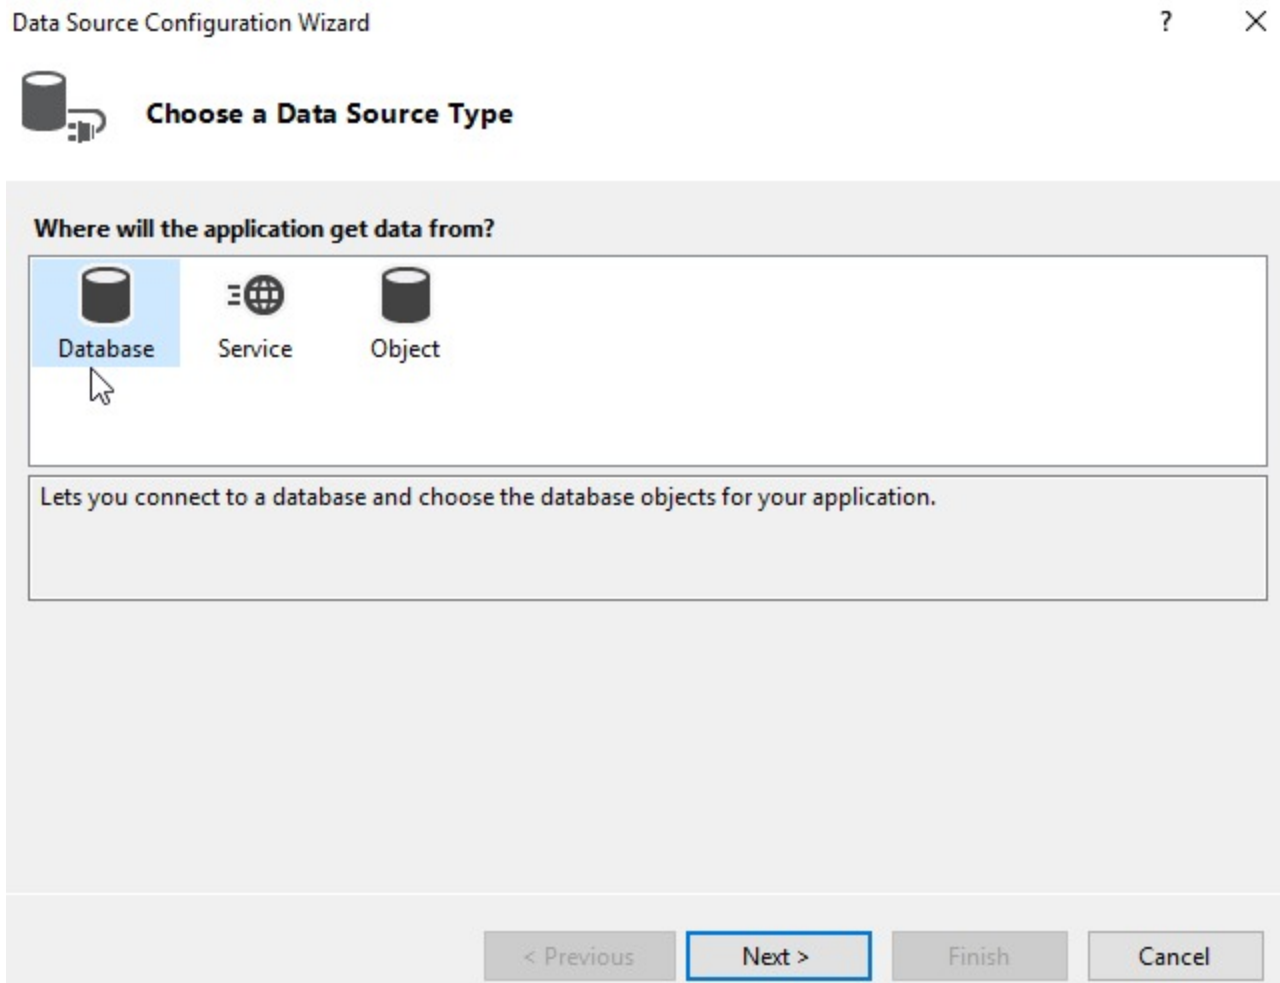 Data Source Configuration Wizard ?
Choose a Data Source Type
Where will the application get data from?
Database Service Object
Lets you connect to a database and choose the database objects for your application.
< Previous Next > Finish Cancel